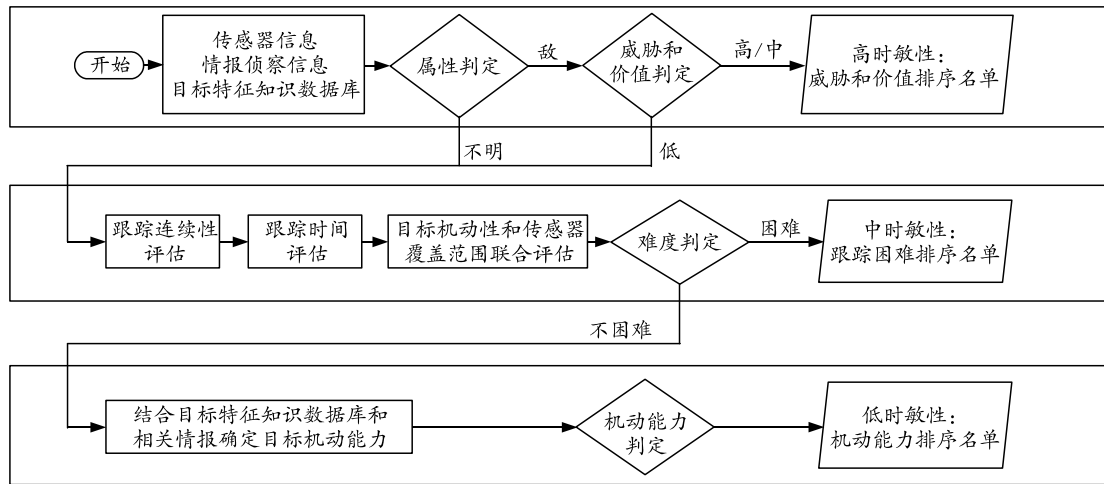 开始
传感器信息
情报侦察信息
目标特征知识数据库
属性判定
敌
威胁和
价值判定
高/中
高时敏性：
威胁和价值排序名单
不明
低
跟踪连续性
评估
跟踪时间
评估
目标机动性和传感器
覆盖范围联合评估
难度判定
困难
中时敏性：
跟踪困难排序名单
不困难
结合目标特征知识数据库和
相关情报确定目标机动能力
机动能力
判定
低时敏性：
机动能力排序名单